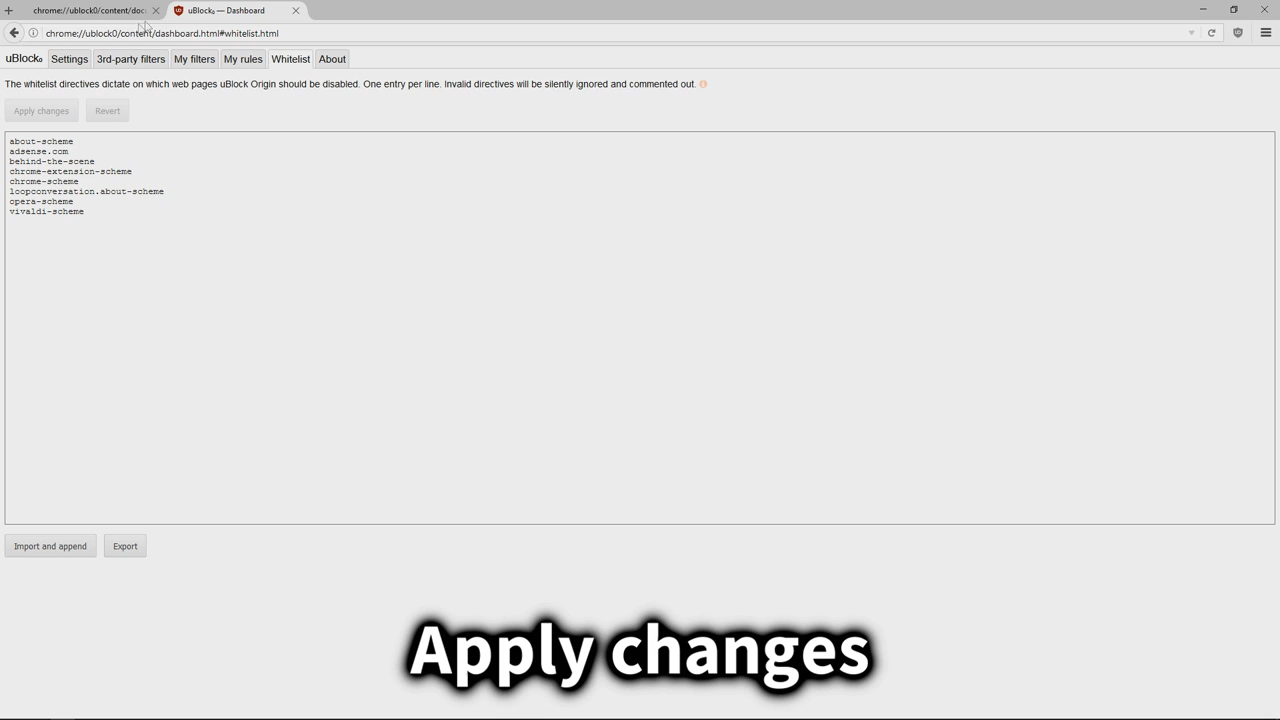 chrome://ublock0/content/doc
uBlock₀ — Dashboard
chrome://ublock0/content/dashboard.html#whitelist.html
uBlock₀ Settings 3rd-party filters My filters My rules Whitelist About
The whitelist directives dictate on which web pages uBlock Origin should be disabled. One entry per line. Invalid directives will be silently ignored and commented out.
Apply changes Revert
about-scheme
adsense.com
behind-the-scene
chrome-extension-scheme
chrome-scheme
loopconversation.about-scheme
opera-scheme
vivaldi-scheme
Import and append Export
Apply changes